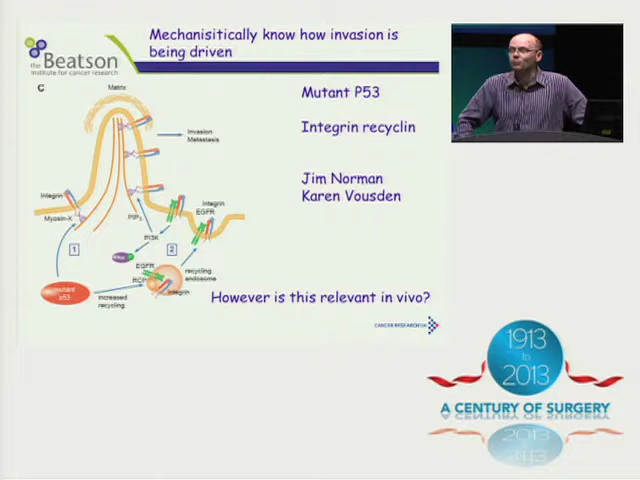 Mechanisitically know how invasion is
being driven
the Beatson
institute for cancer research
C
Matrix
Mutant P53
Invasion
Metastasis
Integrin recyclin
Jim Norman
Karen Vousden
Integrin
Integrin
EGFR
Myosin-X
PIP3
PI3K
1
2
EGFR
recycling
endosome
RCP
Integrin
mutant
p53
increased
recycling
However is this relevant in vivo?
CANCER RESEARCH UK
1913
to
2013
A CENTURY OF SURGERY